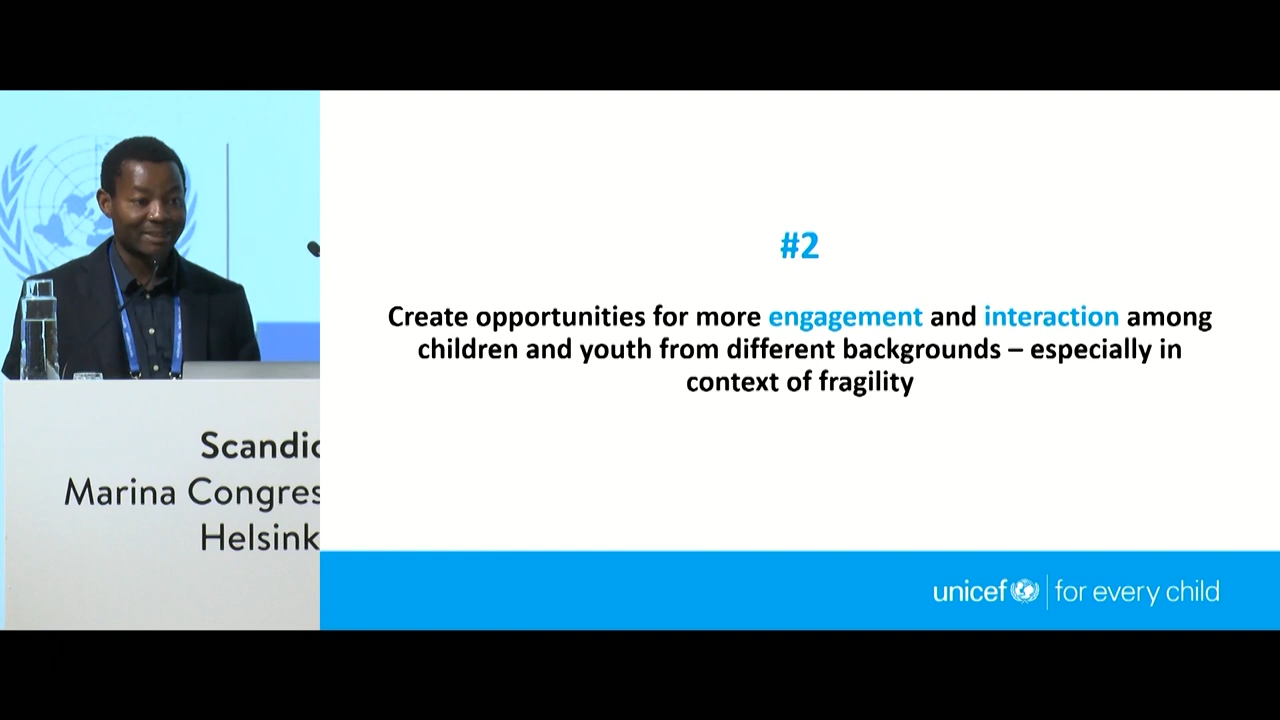 #2
Create opportunities for more engagement and interaction among
children and youth from different backgrounds – especially in
context of fragility
Scandic
Marina Congres
Helsink
unicef for every child